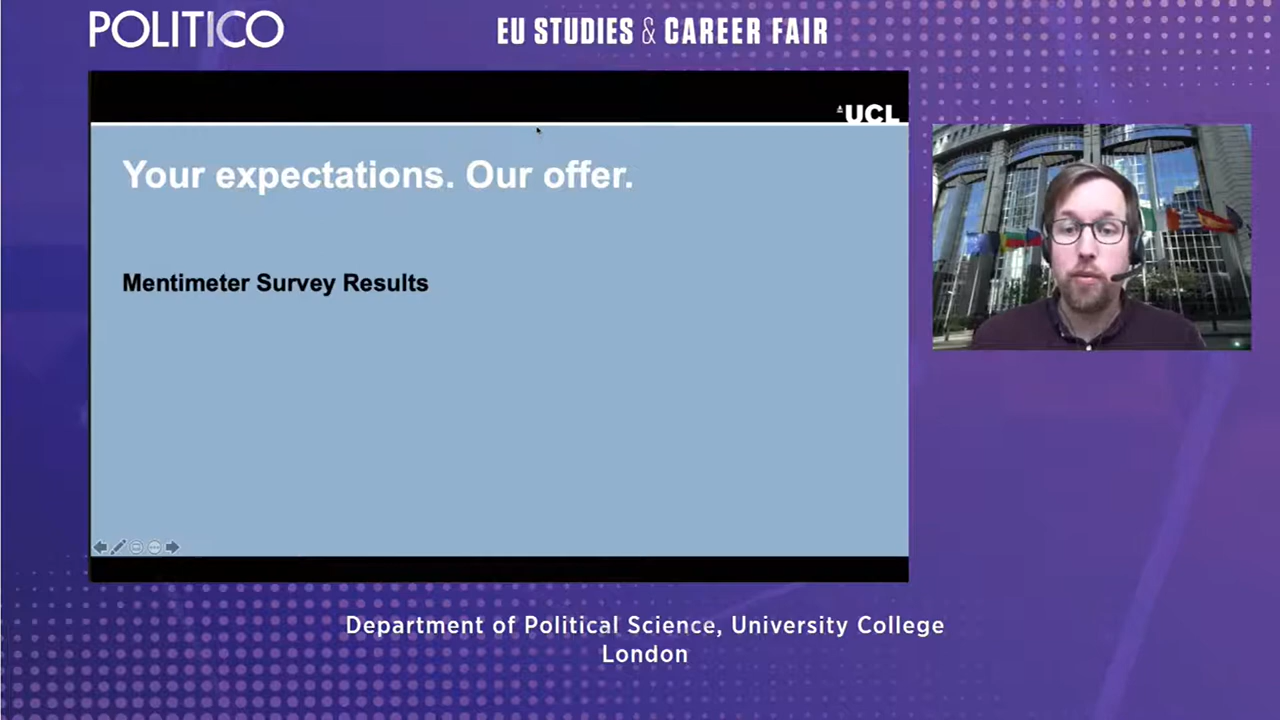 POLITICO
EU STUDIES & CAREER FAIR
UCL
Your expectations. Our offer.
Mentimeter Survey Results
Department of Political Science, University College
London